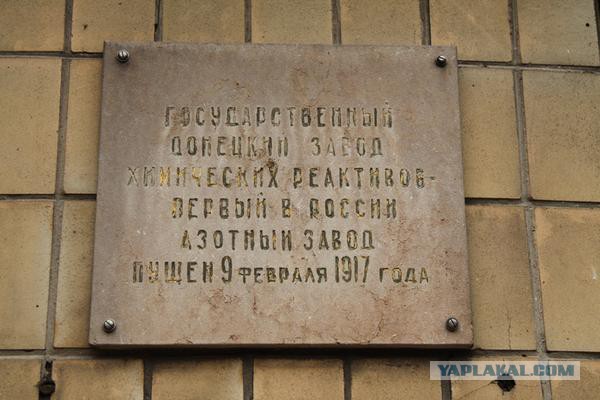 ГОСУДАРСТВЕННЫЙ
ДОНЕЦКИЙ ЗАВОД
ХИМИЧЕСКИХ РЕАКТИВОВ-
ПЕРВЫЙ В РОССИИ
АЗОТНЫЙ ЗАВОД
ПУЩЕН 9 ФЕВРАЛЯ 1917 ГОДА
YAPLAKAL.COM